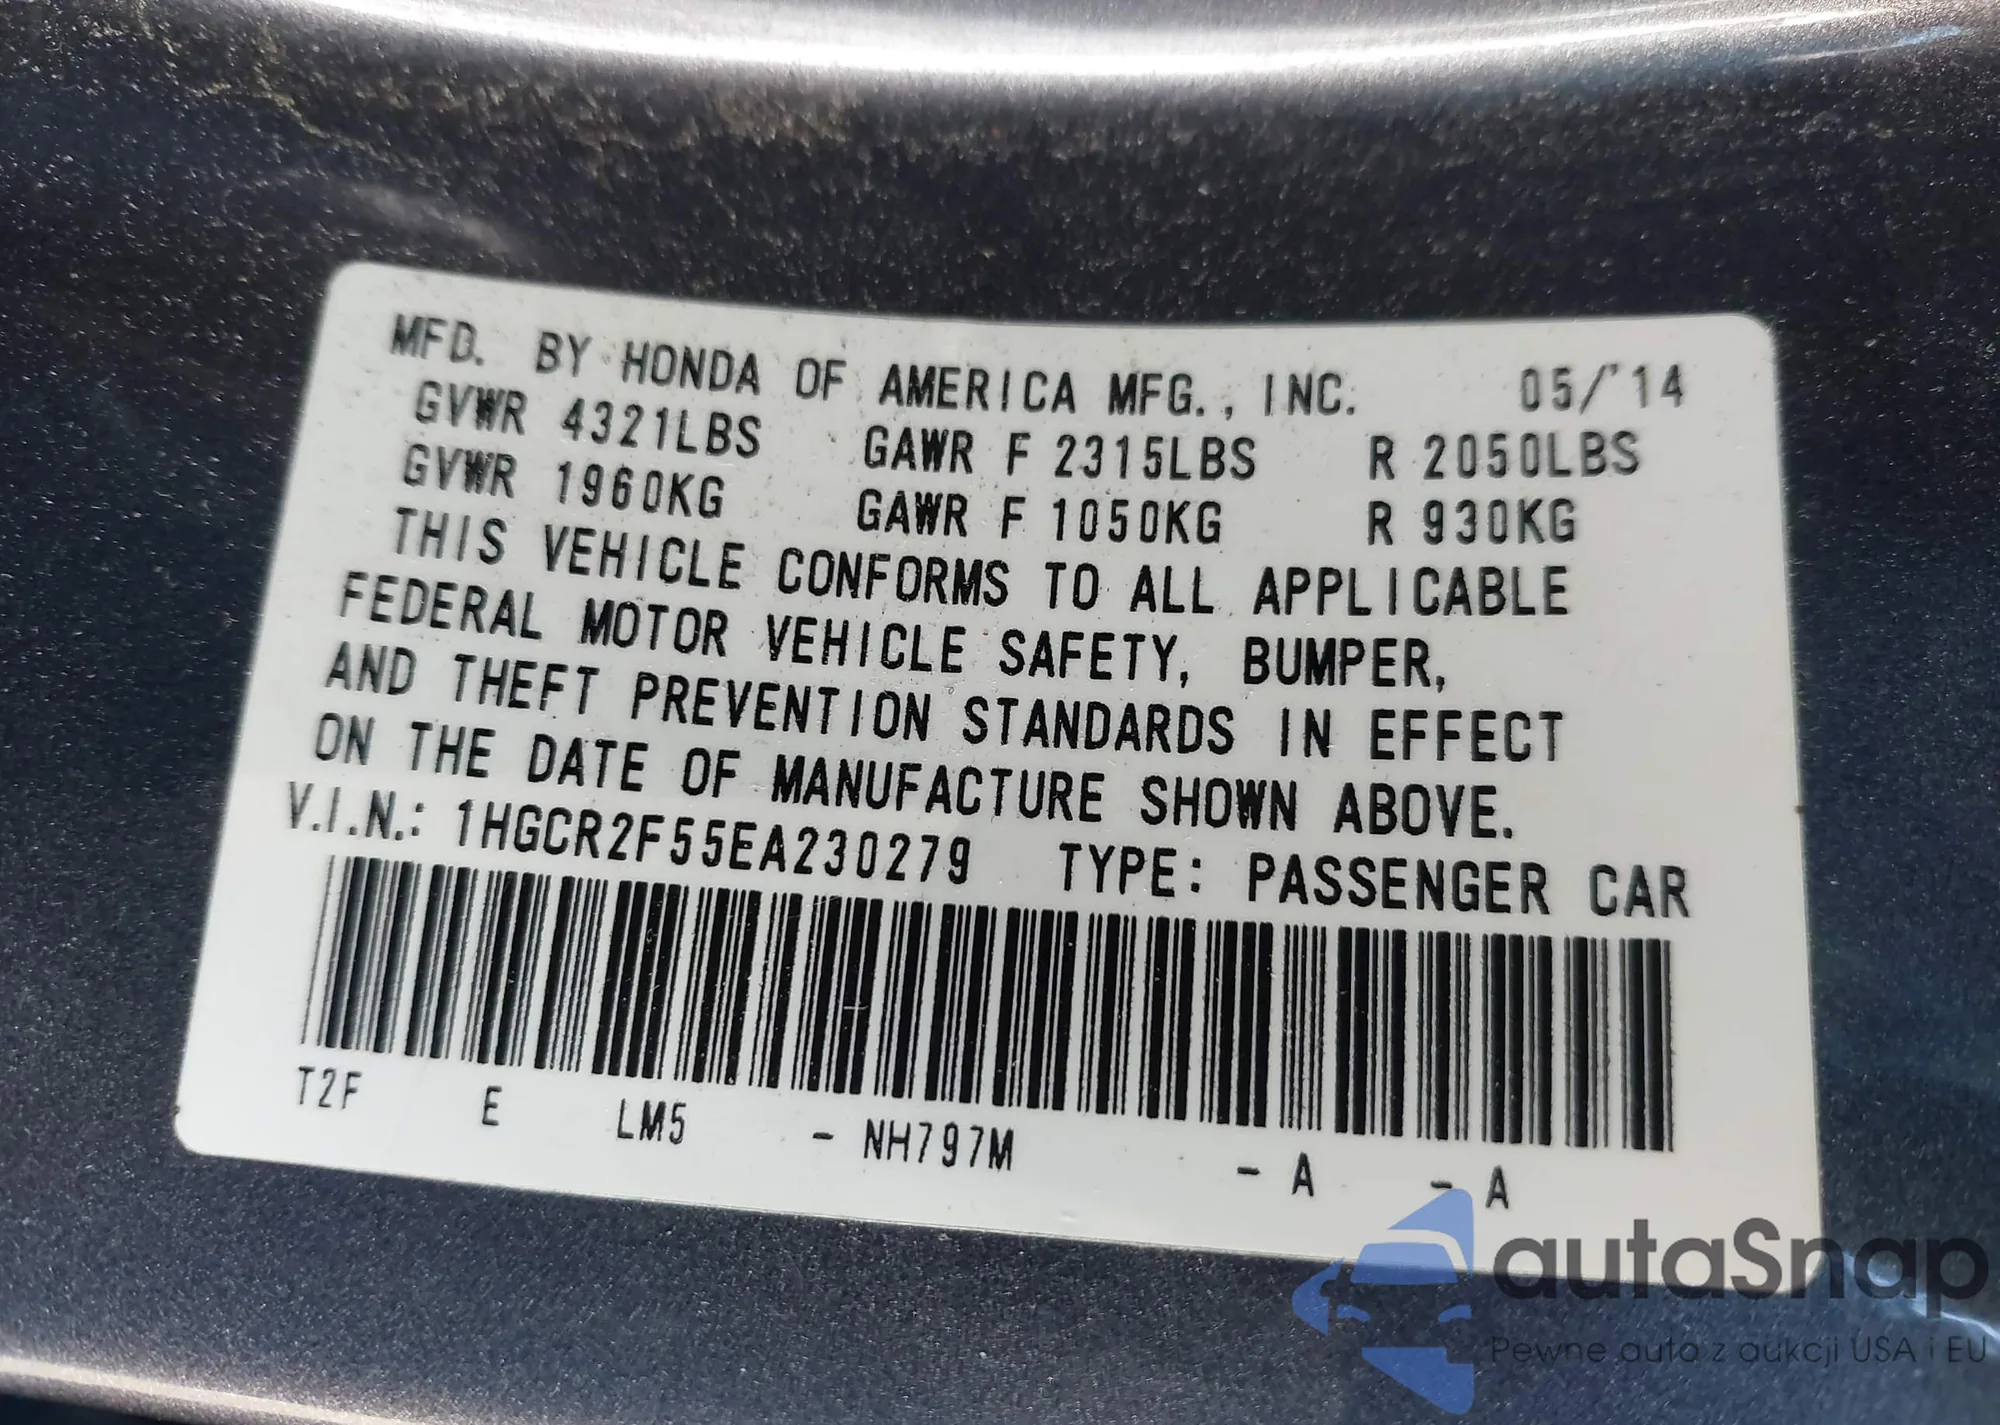 MFD. BY HONDA OF AMERICA MFG., INC. 05/'14
GVWR 4321LBS GAWR F 2315LBS R 2050LBS
GVWR 1960KG GAWR F 1050KG R 930KG
THIS VEHICLE CONFORMS TO ALL APPLICABLE
FEDERAL MOTOR VEHICLE SAFETY, BUMPER,
AND THEFT PREVENTION STANDARDS IN EFFECT
ON THE DATE OF MANUFACTURE SHOWN ABOVE.
V.I.N.: 1HGCR2F55EA230279 TYPE: PASSENGER CAR
T2F E LM5 - NH797M - A - A
autaSnap
Pewne auta z aukcji USA i EU